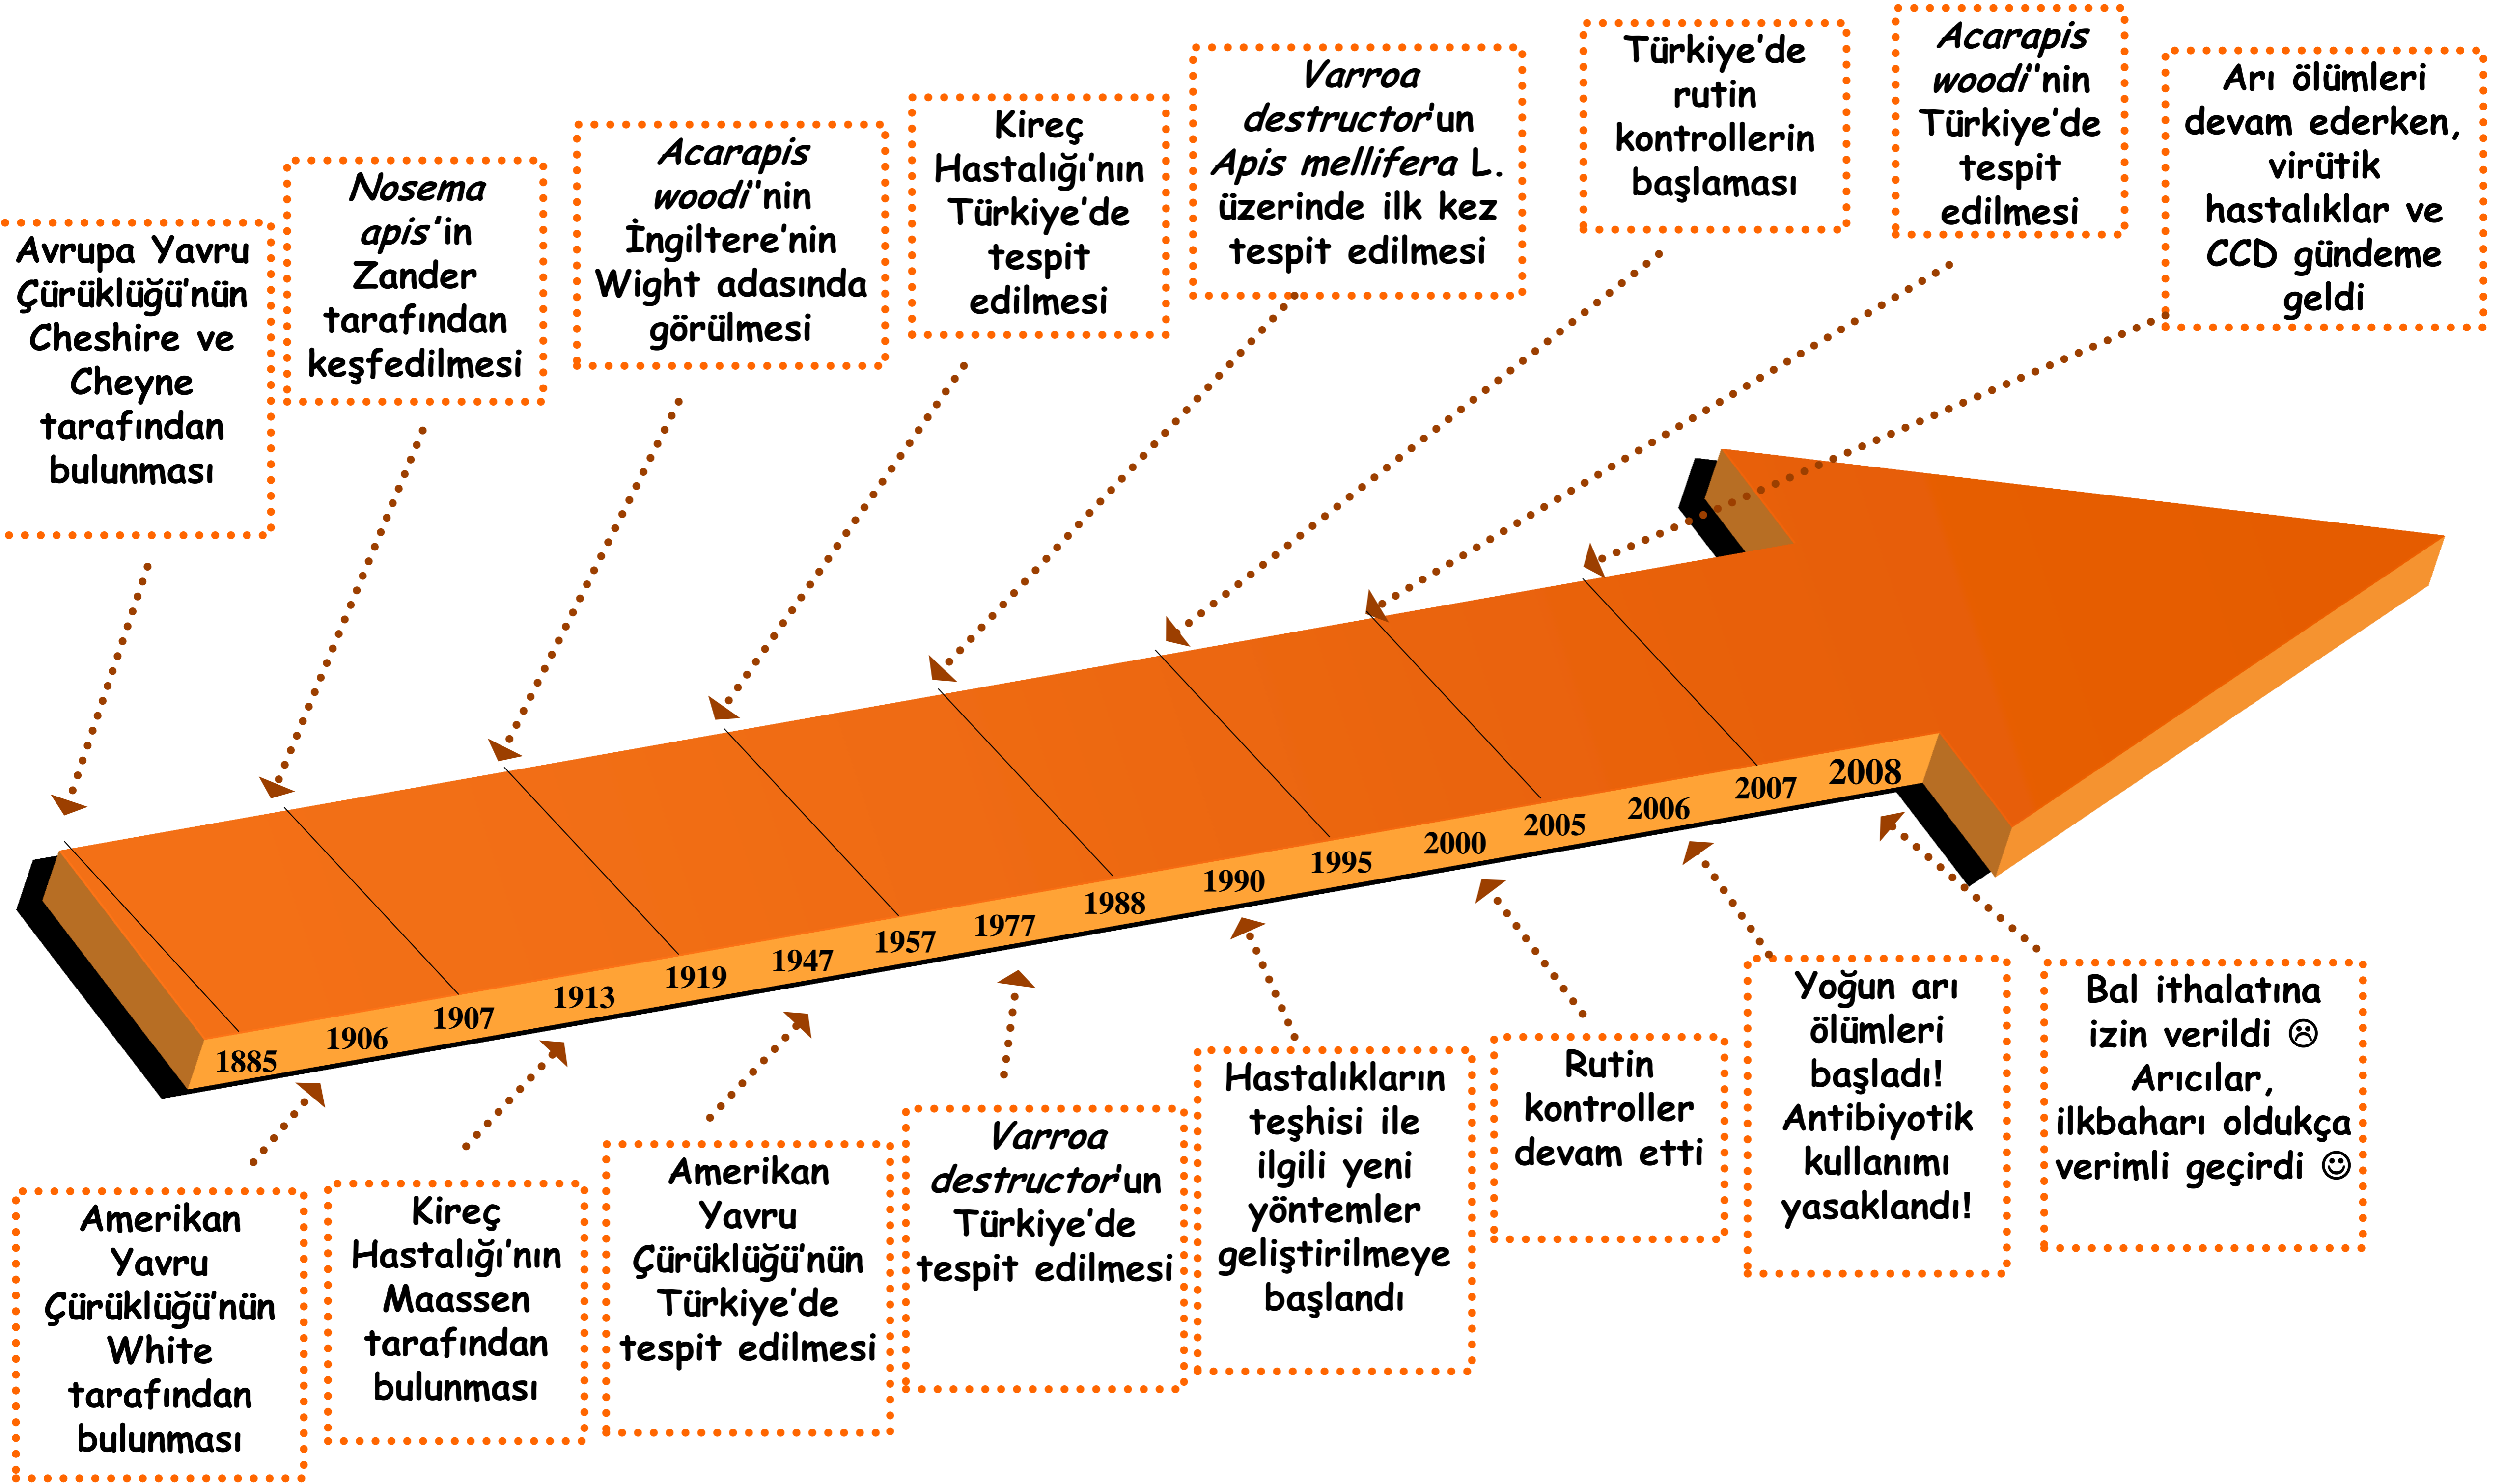 Avrupa Yavru
Çürüklüğü'nün
Cheshire ve
Cheyne
tarafından
bulunması
Nosema
apis'in
Zander
tarafından
keşfedilmesi
Acarapis
woodi''nin
İngiltere'nin
Wight adasında
görülmesi
Kireç
Hastalığı'nın
Türkiye'de
tespit
edilmesi
Varroa
destructor'un
Apis mellifera L.
üzerinde ilk kez
tespit edilmesi
Türkiye'de
rutin
kontrollerin
başlaması
Acarapis
woodi''nin
Türkiye'de
tespit
edilmesi
Arı ölümleri
devam ederken,
virütik
hastalıklar ve
CCD gündeme
geldi
1885
1906
1907
1913
1919
1947
1957
1977
1988
1990
1995
2000
2005
2006
2007
2008
Amerikan
Yavru
Çürüklüğü'nün
White
tarafından
bulunması
Kireç
Hastalığı'nın
Maassen
tarafından
bulunması
Amerikan
Yavru
Çürüklüğü'nün
Türkiye'de
tespit edilmesi
Varroa
destructor'un
Türkiye'de
tespit edilmesi
Hastalıkların
teşhisi ile
ilgili yeni
yöntemler
geliştirilmeye
başlandı
Rutin
kontroller
devam etti
Yoğun arı
ölümleri
başladı!
Antibiyotik
kullanımı
yasaklandı!
Bal ithalatına
izin verildi ☹
Arıcılar,
ilkbaharı oldukça
verimli geçirdi ☺